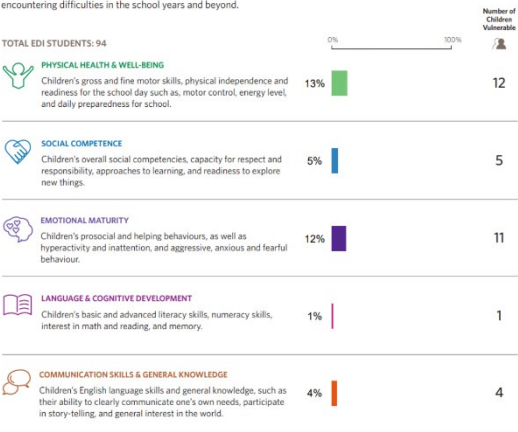 encountering difficulties in the school years and beyond.
Number of
Children
Vulnerable
TOTAL EDI STUDENTS: 94
0%
100%
PHYSICAL HEALTH & WELL-BEING
Children's gross and fine motor skills, physical independence and
readiness for the school day such as, motor control, energy level,
and daily preparedness for school.
13%
12
SOCIAL COMPETENCE
Children's overall social competencies, capacity for respect and
responsibility, approaches to learning, and readiness to explore
new things.
5%
5
EMOTIONAL MATURITY
Children's prosocial and helping behaviours, as well as
hyperactivity and inattention, and aggressive, anxious and fearful
behaviour.
12%
11
LANGUAGE & COGNITIVE DEVELOPMENT
Children's basic and advanced literacy skills, numeracy skills,
interest in math and reading, and memory.
1%
1
COMMUNICATION SKILLS & GENERAL KNOWLEDGE
Children's English language skills and general knowledge, such as
their ability to clearly communicate one's own needs, participate
in story-telling, and general interest in the world.
4%
4